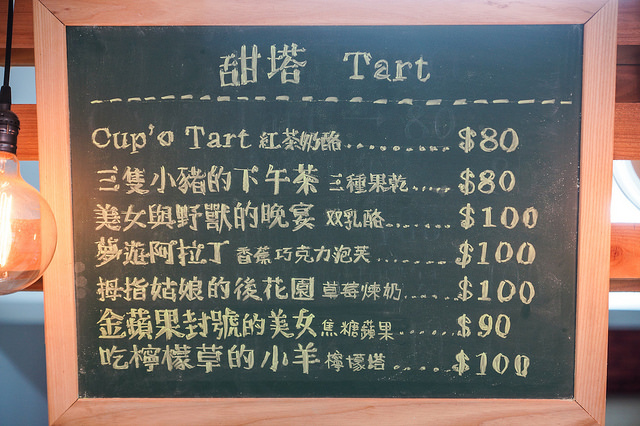 甜塔 Tart
Cup'o Tart 紅茶奶酪......... $80
三隻小豬的下午茶 三種果乾..... $80
美女與野獸的晚宴 双乳酪....... $100
夢遊阿拉丁 香蕉巧克力泡芙....... $100
拇指姑娘的後花園 草莓煉奶..... $100
金蘋果封號的美女 焦糖蘋果...... $90
吃檸檬草的小羊 檸檬塔...... $100